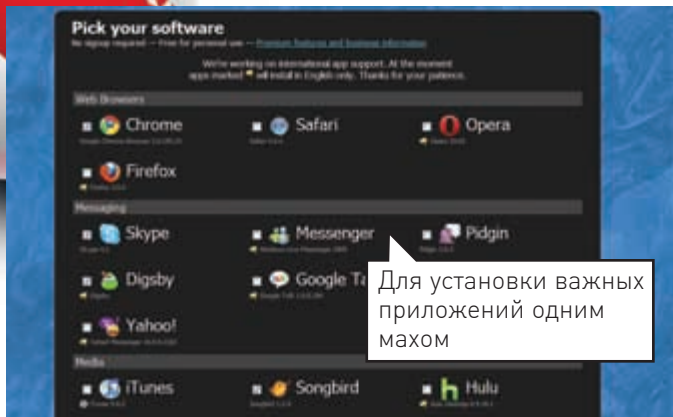 Pick your software
No signup required — Free for personal use — Premium features and business information
We're working on international app support. At the moment
apps marked will install in English only. Thanks for your patience.
Web Browsers
Chrome Safari Opera
Firefox
Messaging
Skype Messenger Pidgin
Digsby Google Ta
Yahoo!
Media
iTunes Songbird Hulu
Для установки важных
приложений одним
махом